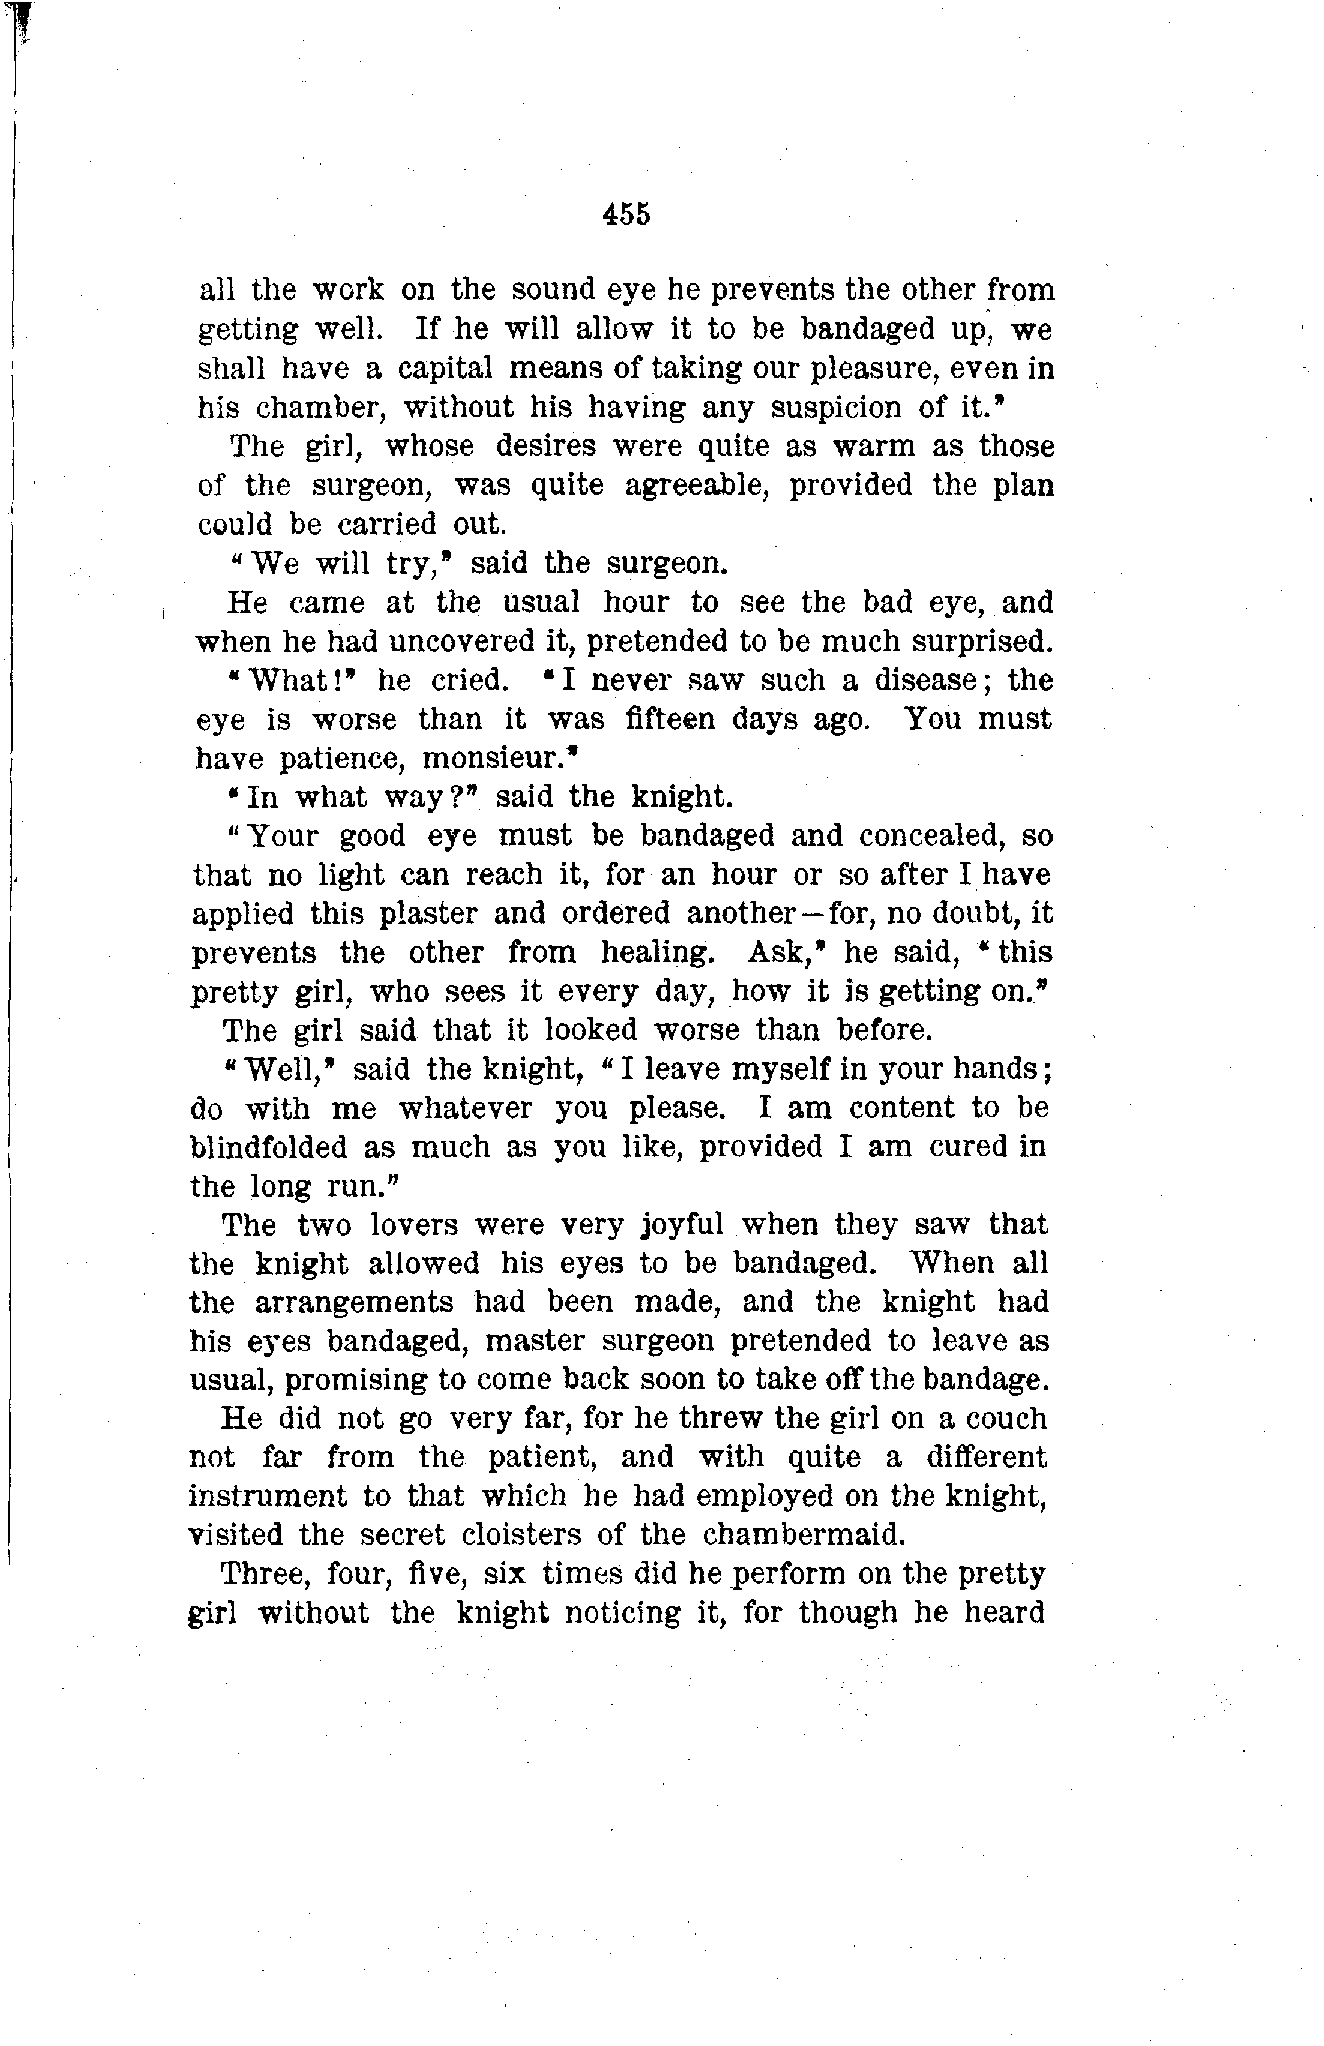 455
all the work on the sound eye he prevents the other from
getting well. If he will allow it to be bandaged up, we
shall have a capital means of taking our pleasure, even in
his chamber, without his having any suspicion of it."
The girl, whose desires were quite as warm as those
of the surgeon, was quite agreeable, provided the plan
could be carried out.
"We will try," said the surgeon.
He came at the usual hour to see the bad eye, and
when he had uncovered it, pretended to be much surprised.
"What!" he cried. "I never saw such a disease; the
eye is worse than it was fifteen days ago. You must
have patience, monsieur."
"In what way?" said the knight.
"Your good eye must be bandaged and concealed, so
that no light can reach it, for an hour or so after I have
applied this plaster and ordered another—for, no doubt, it
prevents the other from healing. Ask," he said, "this
pretty girl, who sees it every day, how it is getting on."
The girl said that it looked worse than before.
"Well," said the knight, "I leave myself in your hands;
do with me whatever you please. I am content to be
blindfolded as much as you like, provided I am cured in
the long run."
The two lovers were very joyful when they saw that
the knight allowed his eyes to be bandaged. When all
the arrangements had been made, and the knight had
his eyes bandaged, master surgeon pretended to leave as
usual, promising to come back soon to take off the bandage.
He did not go very far, for he threw the girl on a couch
not far from the patient, and with quite a different
instrument to that which he had employed on the knight,
visited the secret cloisters of the chambermaid.
Three, four, five, six times did he perform on the pretty
girl without the knight noticing it, for though he heard